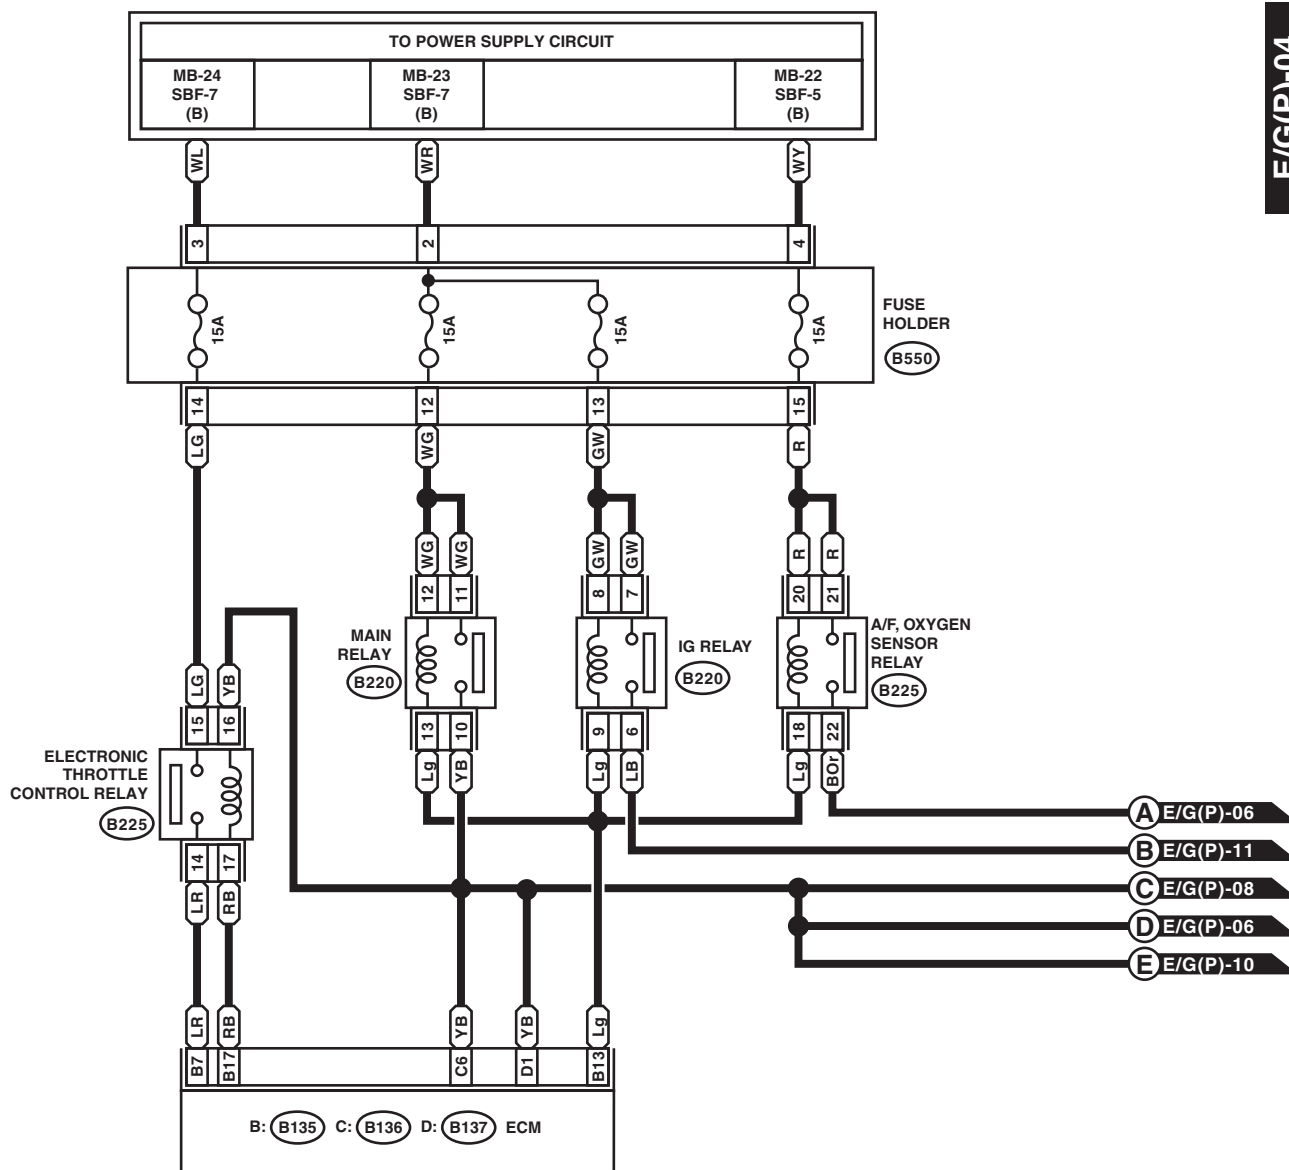 E/G(P)-04
TO POWER SUPPLY CIRCUIT
MB-24
SBF-7
(B)
MB-23
SBF-7
(B)
MB-22
SBF-5
(B)
WL
WR
WY
3
2
4
15A
15A
15A
15A
FUSE
HOLDER
B550
14
12
13
15
LG
WG
GW
R
WG
WG
GW
GW
R
R
12
11
8
7
20
21
MAIN
RELAY
B220
IG RELAY
B220
A/F, OXYGEN
SENSOR
RELAY
B225
LG
YB
15
16
13
10
9
6
18
22
Lg
YB
Lg
LB
Lg
BOr
ELECTRONIC
THROTTLE
CONTROL RELAY
B225
14
17
LR
RB
A E/G(P)-06
B E/G(P)-11
C E/G(P)-08
D E/G(P)-06
E E/G(P)-10
LR
RB
YB
YB
Lg
B7
B17
C6
D1
B13
B: B135 C: B136 D: B137 ECM